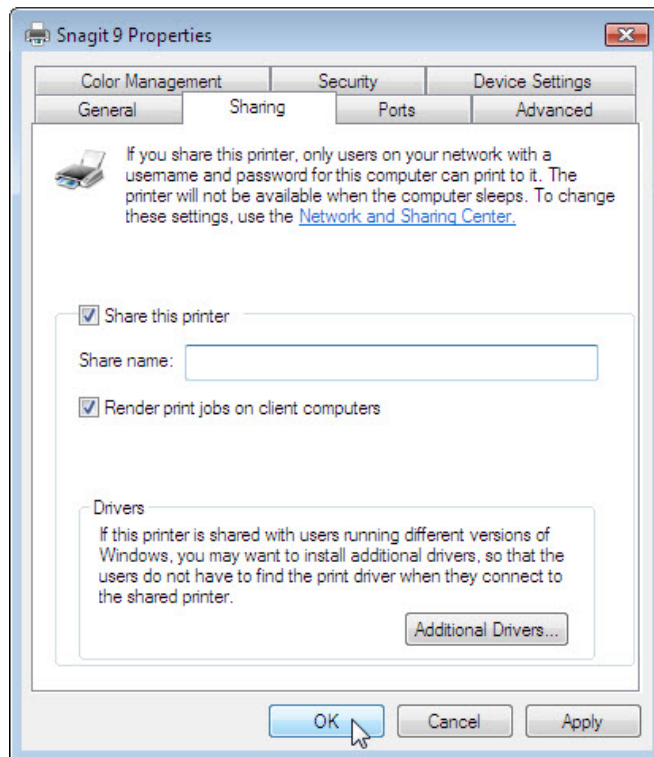 Snagit 9 Properties
Color Management Security Device Settings
General Sharing Ports Advanced
If you share this printer, only users on your network with a
username and password for this computer can print to it. The
printer will not be available when the computer sleeps. To change
these settings, use the Network and Sharing Center.
Share this printer
Share name:
Render print jobs on client computers
Drivers
If this printer is shared with users running different versions of
Windows, you may want to install additional drivers, so that the
users do not have to find the print driver when they connect to
the shared printer.
Additional Drivers...
OK Cancel Apply